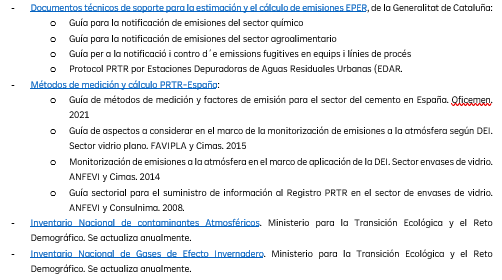 - Documentos técnicos de soporte para la estimación y el cálculo de emisiones EPER, de la Generalitat de Cataluña:
o Guía para la notificación de emisiones del sector químico
o Guía para la notificación de emisiones del sector agroalimentario
o Guía per a la notificació i contro d´e emissions fugitives en equips i línies de procés
o Protocol PRTR por Estaciones Depuradoras de Aguas Residuales Urbanas (EDAR.
- Métodos de medición y cálculo PRTR-España:
o Guía de métodos de medición y factores de emisión para el sector del cemento en España. Oficemen.
2021
o Guía de aspectos a considerar en el marco de la monitorización de emisiones a la atmósfera según DEI.
Sector vidrio plano. FAVIPLA y Cimas. 2015
o Monitorización de emisiones a la atmósfera en el marco de aplicación de la DEI. Sector envases de vidrio.
ANFEVI y Cimas. 2014
o Guía sectorial para el suministro de información al Registro PRTR en el sector de envases de vidrio.
ANFEVI y Consulnima. 2008.
- Inventario Nacional de contaminantes Atmosféricos. Ministerio para la Transición Ecológica y el Reto
Demográfico. Se actualiza anualmente.
- Inventario Nacional de Gases de Efecto Invernadero. Ministerio para la Transición Ecológica y el Reto
Demográfico. Se actualiza anualmente.